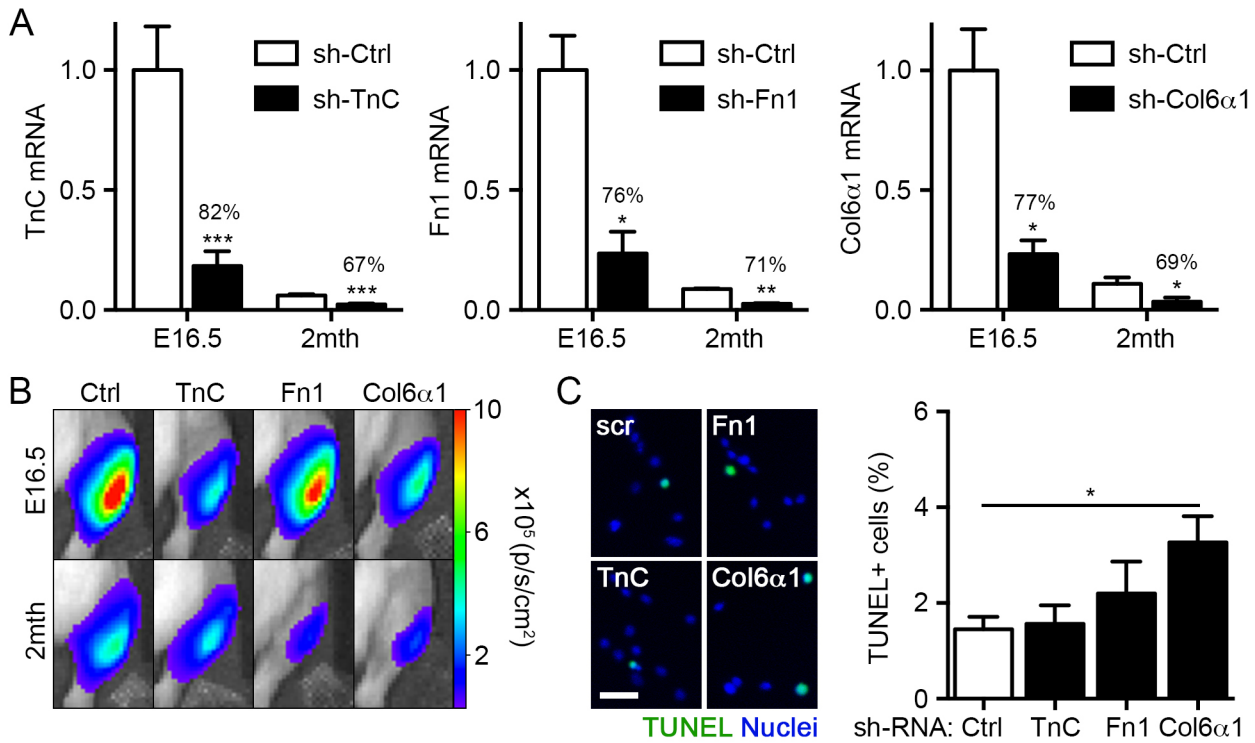 A
TnC mRNA
1.0
0.5
0.0
sh-Ctrl
sh-TnC
82%
***
67%
***
E16.5
2mth
Fn1 mRNA
1.0
0.5
0.0
sh-Ctrl
sh-Fn1
76%
*
71%
**
E16.5
2mth
Col6α1 mRNA
1.0
0.5
0.0
sh-Ctrl
sh-Col6α1
77%
*
69%
*
E16.5
2mth
B
Ctrl TnC Fn1 Col6α1
E16.5
2mth
10
6
2
x10⁵ (p/s/cm²)
C
scr
Fn1
TnC
Col6α1
TUNEL Nuclei
TUNEL+ cells (%)
6
4
2
0
*
sh-RNA: Ctrl TnC Fn1 Col6α1